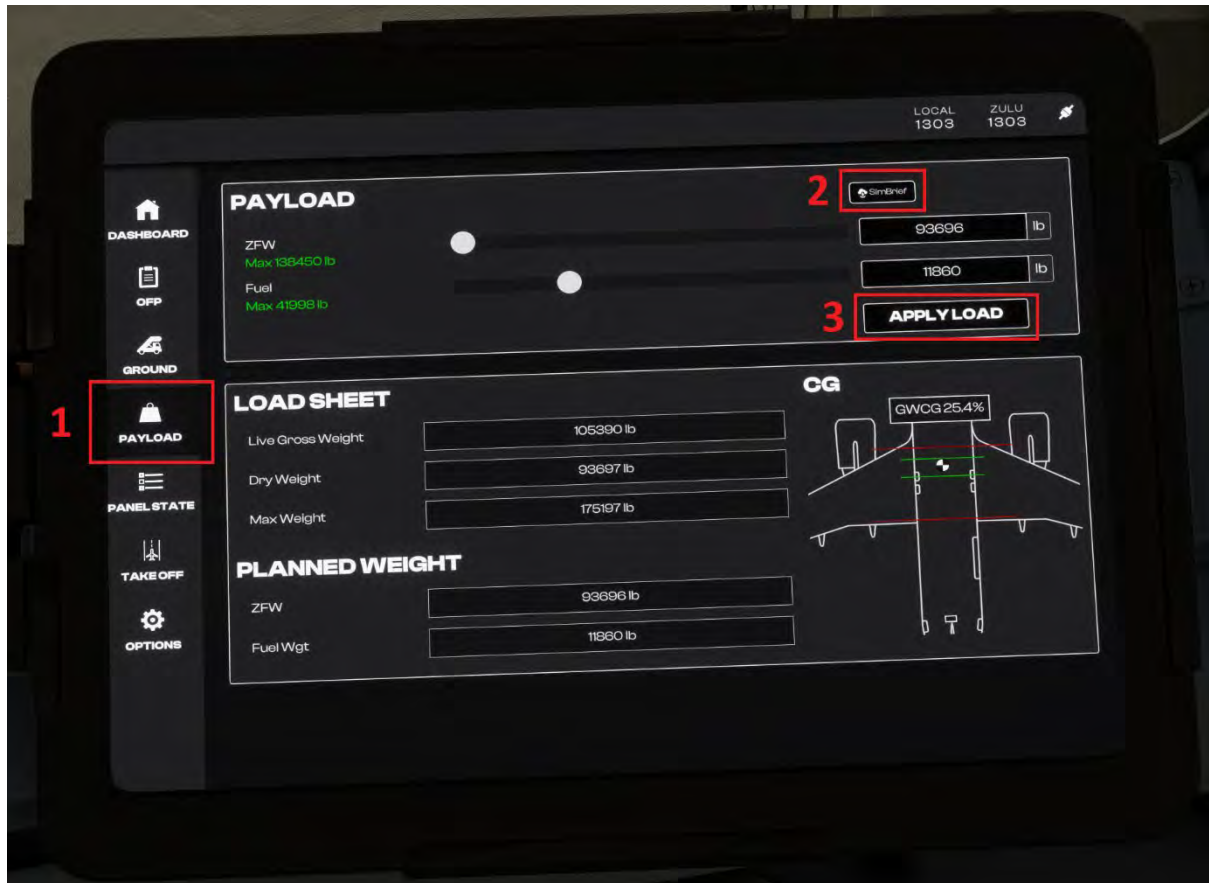 LOCAL ZULU
1303 1303
DASHBOARD
OFP
GROUND
1
PAYLOAD
PANEL STATE
TAKE OFF
OPTIONS
PAYLOAD
2
SimBrief
ZFW
Max 138450 lb
93696 lb
Fuel
Max 41998 lb
11860 lb
3
APPLY LOAD
LOAD SHEET
Live Gross Weight 105390 lb
Dry Weight 93697 lb
Max Weight 175197 lb
PLANNED WEIGHT
ZFW 93696 lb
Fuel Wgt 11860 lb
CG
GWCG 25.4%